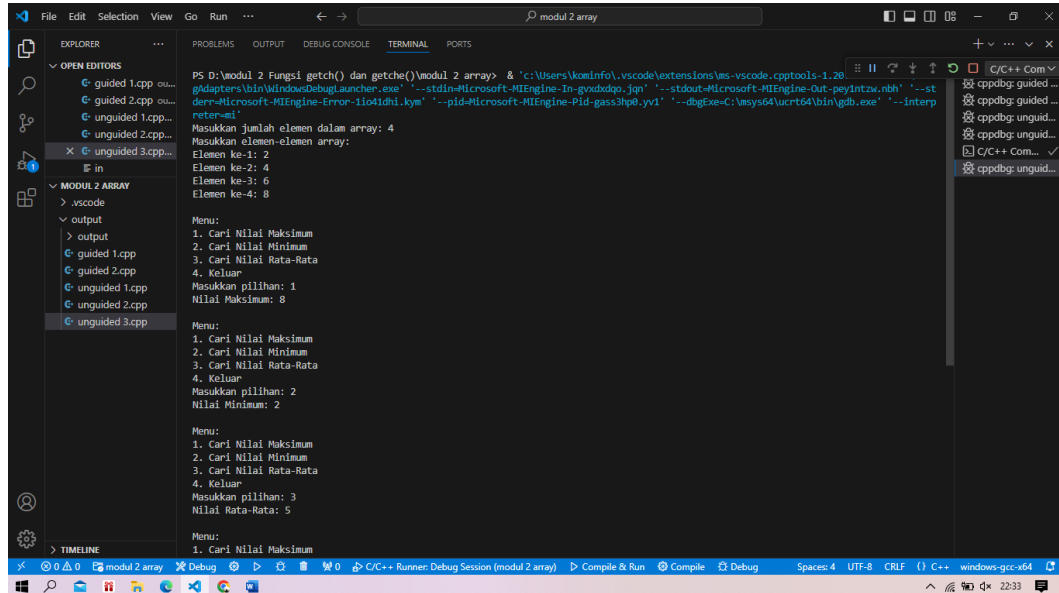 File Edit Selection View Go Run ···
modul 2 array
EXPLORER ···
OPEN EDITORS
guided 1.cpp ou...
guided 2.cpp ou...
unguided 1.cpp...
unguided 2.cpp...
unguided 3.cpp...
in
MODUL 2 ARRAY
.vscode
output
output
guided 1.cpp
guided 2.cpp
unguided 1.cpp
unguided 2.cpp
unguided 3.cpp
TIMELINE
1
PROBLEMS OUTPUT DEBUG CONSOLE TERMINAL PORTS
C/C++ Com
PS D:\modul 2 Fungsi getch() dan getche()\modul 2 array> & 'c:\Users\kominfo\.vscode\extensions\ms-vscode.cpptools-1.20
gAdapters\bin\WindowsDebugLauncher.exe' '--stdin=Microsoft-MIEngine-In-gvxdxdqo.jqn' '--stdout=Microsoft-MIEngine-Out-pey1ntzw.nbh' '--st
derr=Microsoft-MIEngine-Error-1io41dhi.kym' '--pid=Microsoft-MIEngine-Pid-gass3hp0.yv1' '--dbgExe=C:\msys64\ucrt64\bin\gdb.exe' '--interp
reter=mi'
Masukkan jumlah elemen dalam array: 4
Masukkan elemen-elemen array:
Elemen ke-1: 2
Elemen ke-2: 4
Elemen ke-3: 6
Elemen ke-4: 8
Menu:
1. Cari Nilai Maksimum
2. Cari Nilai Minimum
3. Cari Nilai Rata-Rata
4. Keluar
Masukkan pilihan: 1
Nilai Maksimum: 8
Menu:
1. Cari Nilai Maksimum
2. Cari Nilai Minimum
3. Cari Nilai Rata-Rata
4. Keluar
Masukkan pilihan: 2
Nilai Minimum: 2
Menu:
1. Cari Nilai Maksimum
2. Cari Nilai Minimum
3. Cari Nilai Rata-Rata
4. Keluar
Masukkan pilihan: 3
Nilai Rata-Rata: 5
Menu:
1. Cari Nilai Maksimum
cppdbg: guided ...
cppdbg: guided ...
cppdbg: unguid...
cppdbg: unguid...
C/C++ Com...
cppdbg: unguid...
0 0 modul 2 array Debug 0 C/C++ Runner: Debug Session (modul 2 array) Compile & Run Compile Debug Spaces: 4 UTF-8 CRLF {} C++ windows-gcc-x64
22:33